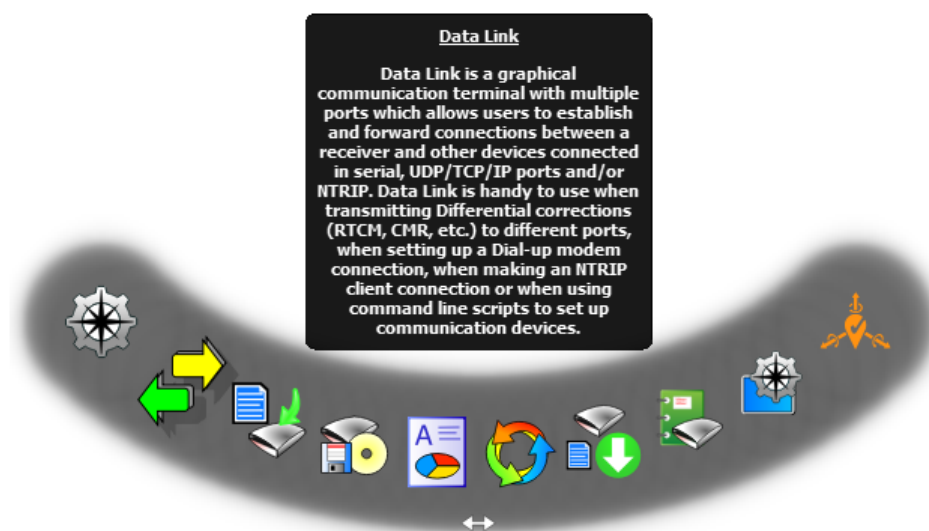 Data Link
Data Link is a graphical
communication terminal with multiple
ports which allows users to establish
and forward connections between a
receiver and other devices connected
in serial, UDP/TCP/IP ports and/or
NTRIP. Data Link is handy to use when
transmitting Differential corrections
(RTCM, CMR, etc.) to different ports,
when setting up a Dial-up modem
connection, when making an NTRIP
client connection or when using
command line scripts to set up
communication devices.
A